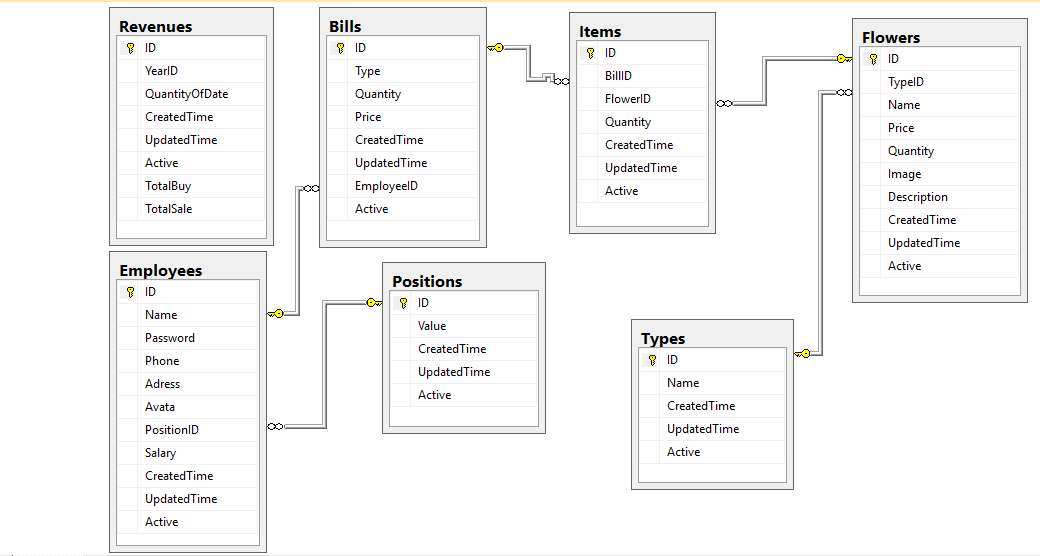 Revenues
ID
YearID
QuantityOfDate
CreatedTime
UpdatedTime
Active
TotalBuy
TotalSale
Bills
ID
Type
Quantity
Price
CreatedTime
UpdatedTime
EmployeeID
Active
Items
ID
BillID
FlowerID
Quantity
CreatedTime
UpdatedTime
Active
Flowers
ID
TypeID
Name
Price
Quantity
Image
Description
CreatedTime
UpdatedTime
Active
Employees
ID
Name
Password
Phone
Adress
Avata
PositionID
Salary
CreatedTime
UpdatedTime
Active
Positions
ID
Value
CreatedTime
UpdatedTime
Active
Types
ID
Name
CreatedTime
UpdatedTime
Active